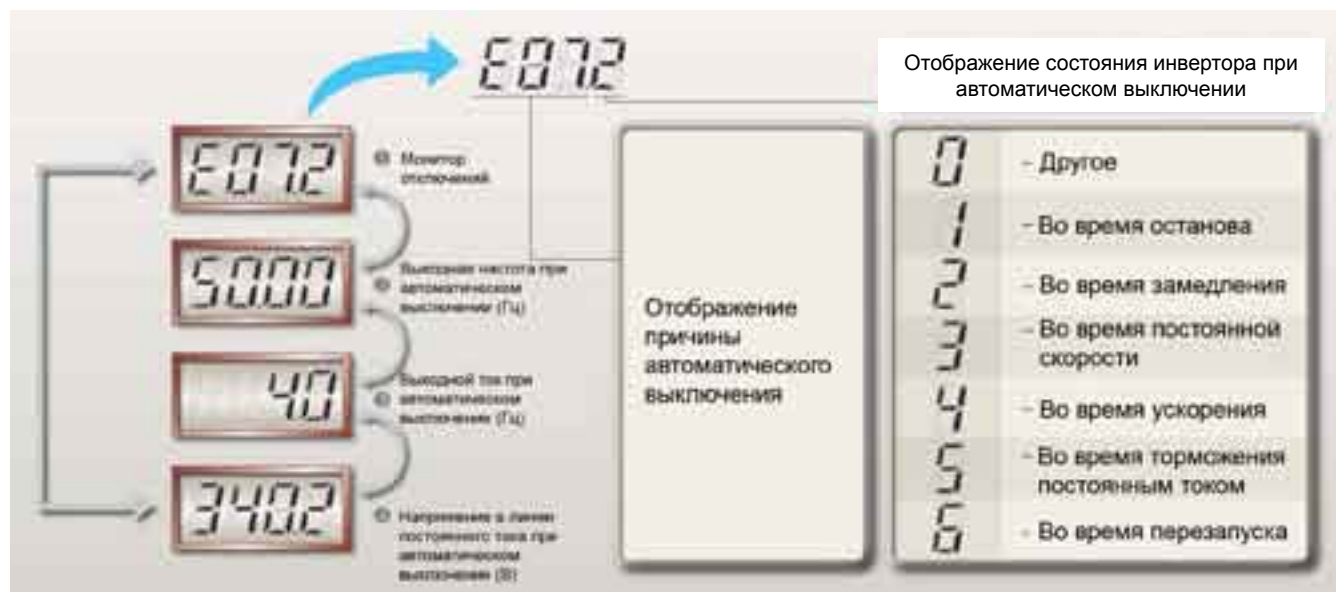 E07.2
Отображение состояния инвертора при
автоматическом выключении
E07.2
Монитор
отключений
50.00
Выходная частота при
автоматическом
выключении (Гц)
4.0
Выходной ток при
автоматическом
выключении (Гц)
340.2
Напряжение в линии
постоянного тока при
автоматическом
выключении (В)
Отображение
причины
автоматического
выключения
0 - Другое
1 - Во время останова
2 - Во время замедления
3 - Во время постоянной
скорости
4 - Во время ускорения
5 - Во время торможения
постоянным током
6 - Во время перезапуска